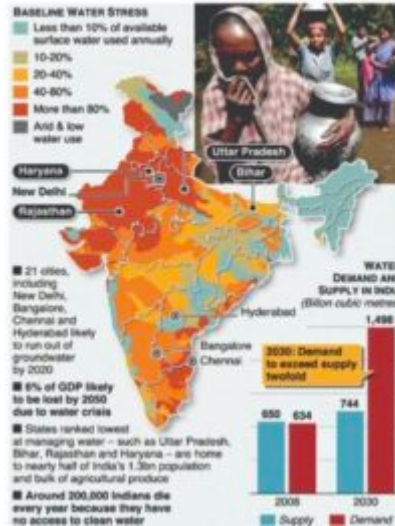 BASELINE WATER STRESS
Less than 10% of available
surface water used annually
10-20%
20-40%
40-80%
More than 80%
Arid & low
water use
Uttar Pradesh
Haryana
Bihar
New Delhi
Rajasthan
Hyderabad
Bangalore
Chennai
■ 21 cities,
including
New Delhi,
Bangalore,
Chennai and
Hyderabad likely
to run out of
groundwater
by 2020
■ 6% of GDP likely
to be lost by 2050
due to water crisis
■ States ranked lowest
at managing water – such as Uttar Pradesh,
Bihar, Rajasthan and Haryana – are home
to nearly half of India's 1.3bn population
and bulk of agricultural produce
■ Around 200,000 Indians die
every year because they have
no access to clean water
WATE
DEMAND AN
SUPPLY IN INDI
(Billion cubic metre
1,498
2030: Demand
to exceed supply
twofold
650
634
744
2008
2030
Supply
Demand